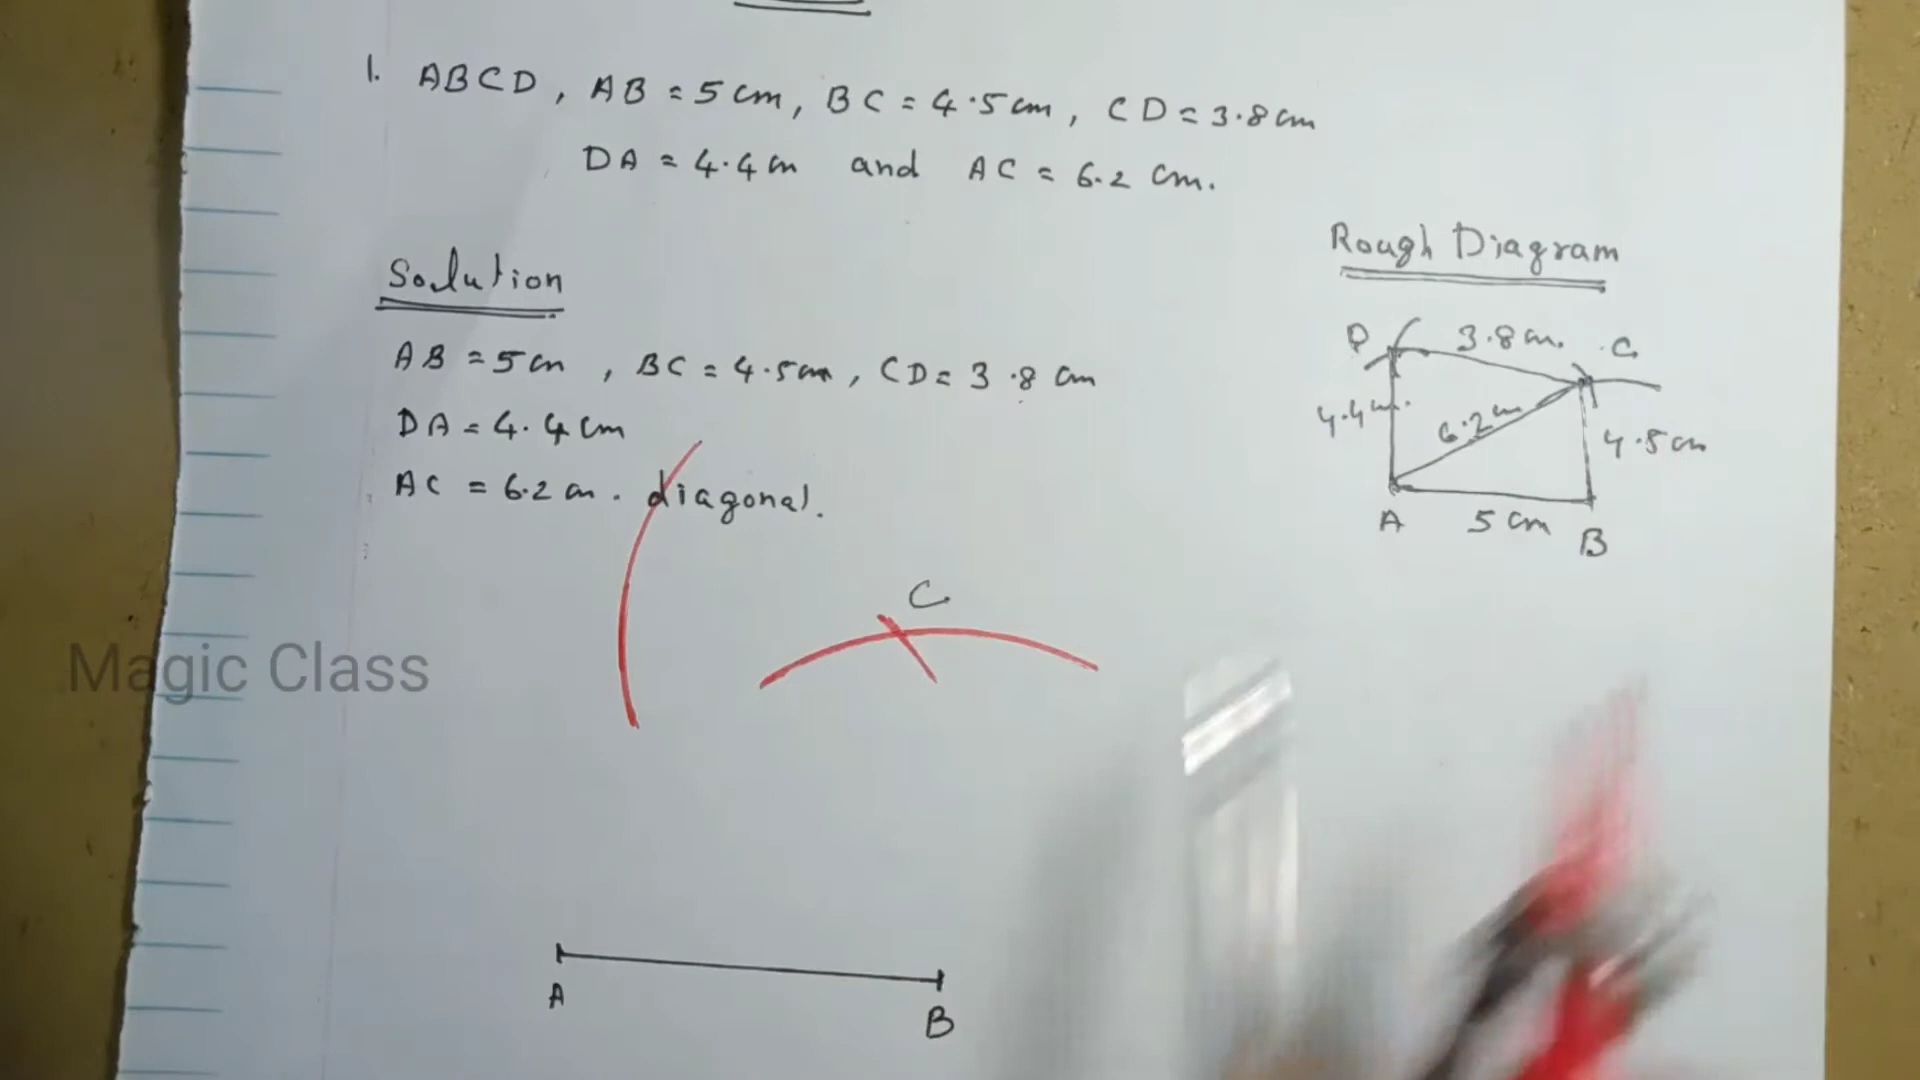 1. ABCD, AB = 5 cm, BC = 4.5 cm, CD = 3.8 cm
DA = 4.4 cm and AC = 6.2 cm.
Rough Diagram
Solution
D 3.8 cm. C
AB = 5 cm, BC = 4.5 cm, CD = 3.8 cm
4.4 cm. 6.2 cm 4.5 cm
DA = 4.4 cm
AC = 6.2 cm. diagonal.
A 5 cm B
C
Magic Class
A
B